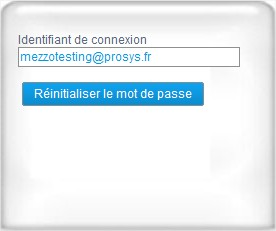 Identifiant de connexion
mezzotesting@prosys.fr
Réinitialiser le mot de passe